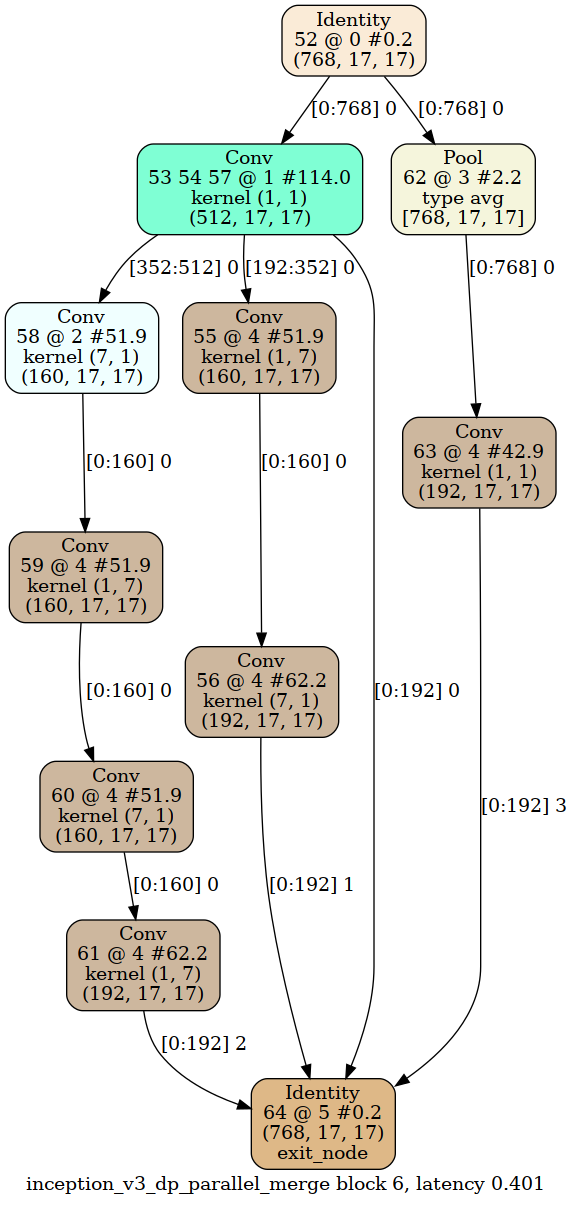 Identity
52 @ 0 #0.2
(768, 17, 17)
[0:768] 0
[0:768] 0
Conv
53 54 57 @ 1 #114.0
kernel (1, 1)
(512, 17, 17)
Pool
62 @ 3 #2.2
type avg
[768, 17, 17]
[352:512] 0
[192:352] 0
[0:768] 0
Conv
58 @ 2 #51.9
kernel (7, 1)
(160, 17, 17)
Conv
55 @ 4 #51.9
kernel (1, 7)
(160, 17, 17)
Conv
63 @ 4 #42.9
kernel (1, 1)
(192, 17, 17)
[0:160] 0
[0:160] 0
Conv
59 @ 4 #51.9
kernel (1, 7)
(160, 17, 17)
Conv
56 @ 4 #62.2
kernel (7, 1)
(192, 17, 17)
[0:160] 0
[0:192] 0
Conv
60 @ 4 #51.9
kernel (7, 1)
(160, 17, 17)
[0:192] 3
[0:160] 0
[0:192] 1
Conv
61 @ 4 #62.2
kernel (1, 7)
(192, 17, 17)
[0:192] 2
Identity
64 @ 5 #0.2
(768, 17, 17)
exit_node
inception_v3_dp_parallel_merge block 6, latency 0.401